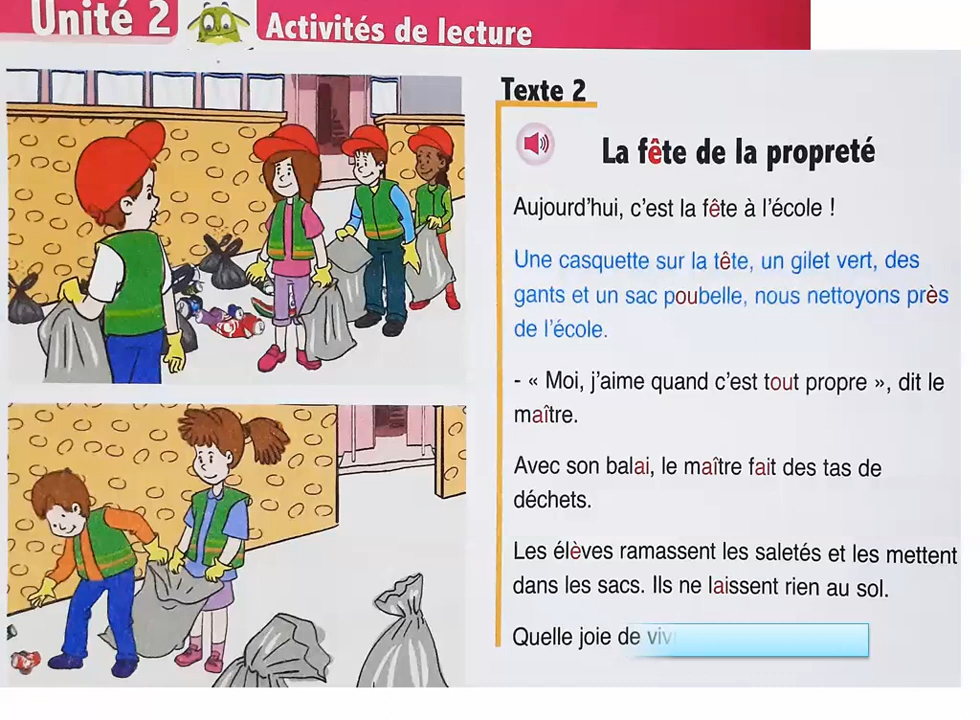 Unité 2
Activités de lecture
Texte 2
La fête de la propreté
Aujourd'hui, c'est la fête à l'école !
Une casquette sur la tête, un gilet vert, des
gants et un sac poubelle, nous nettoyons près
de l'école.
- « Moi, j'aime quand c'est tout propre », dit le
maître.
Avec son balai, le maître fait des tas de
déchets.
Les élèves ramassent les saletés et les mettent
dans les sacs. Ils ne laissent rien au sol.
Quelle joie de